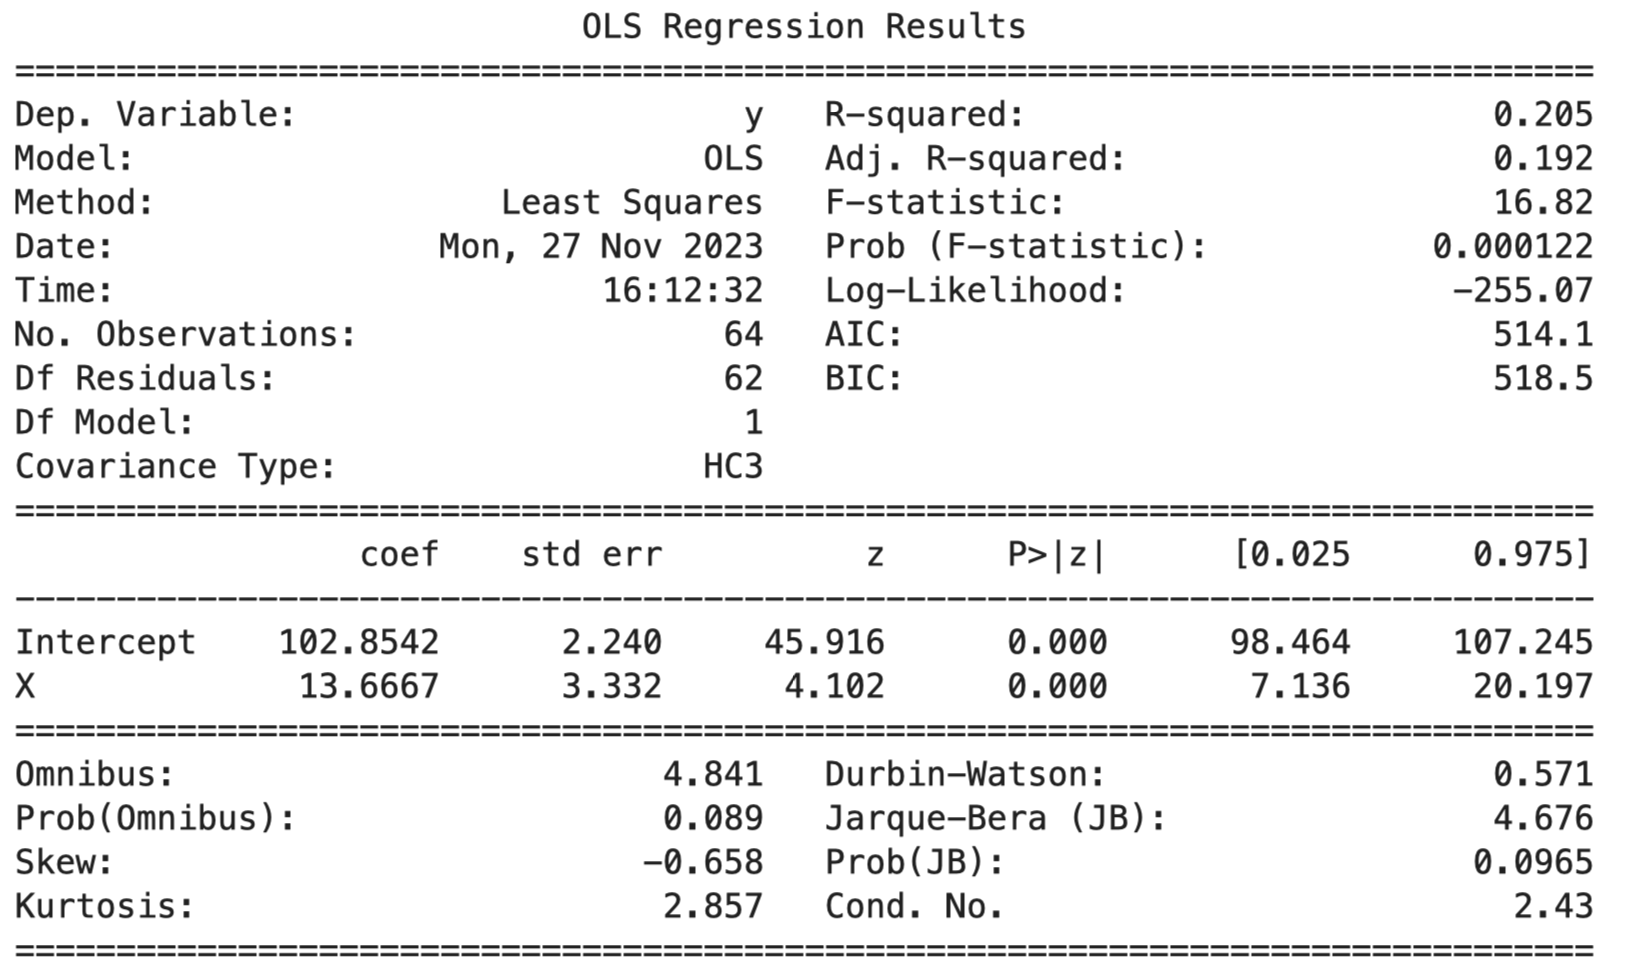 OLS Regression Results
==============================================================================
Dep. Variable:                      y   R-squared:                       0.205
Model:                            OLS   Adj. R-squared:                  0.192
Method:                 Least Squares   F-statistic:                     16.82
Date:                Mon, 27 Nov 2023   Prob (F-statistic):           0.000122
Time:                        16:12:32   Log-Likelihood:                -255.07
No. Observations:                  64   AIC:                             514.1
Df Residuals:                      62   BIC:                             518.5
Df Model:                           1
Covariance Type:                  HC3
==============================================================================
                 coef    std err          z      P>|z|      [0.025      0.975]
------------------------------------------------------------------------------
Intercept    102.8542      2.240     45.916      0.000      98.464     107.245
X             13.6667      3.332      4.102      0.000       7.136      20.197
==============================================================================
Omnibus:                        4.841   Durbin-Watson:                   0.571
Prob(Omnibus):                  0.089   Jarque-Bera (JB):                4.676
Skew:                          -0.658   Prob(JB):                       0.0965
Kurtosis:                       2.857   Cond. No.                         2.43
==============================================================================